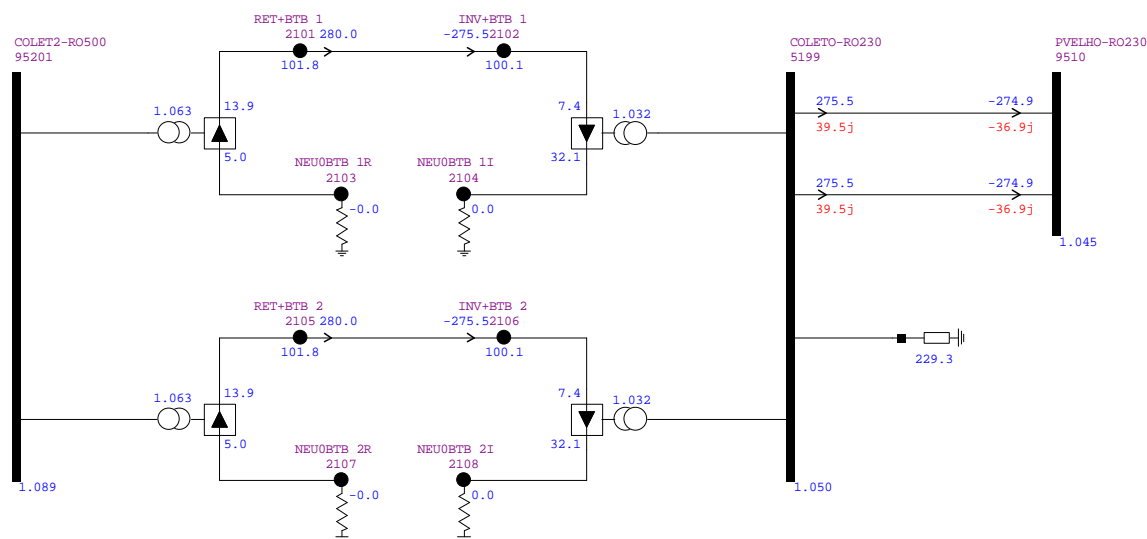 RET+BTB 1
2101 280.0
101.8
INV+BTB 1
-275.52102
100.1
COLET2-RO500
95201
COLETO-RO230
5199
PVELHO-RO230
9510
1.063
13.9
5.0
7.4
1.032
32.1
275.5
39.5j
-274.9
-36.9j
NEU0BTB 1R
2103
-0.0
NEU0BTB 1I
2104
0.0
275.5
39.5j
-274.9
-36.9j
1.045
RET+BTB 2
2105 280.0
101.8
INV+BTB 2
-275.52106
100.1
229.3
1.063
13.9
5.0
7.4
1.032
32.1
NEU0BTB 2R
2107
-0.0
NEU0BTB 2I
2108
0.0
1.089
1.050